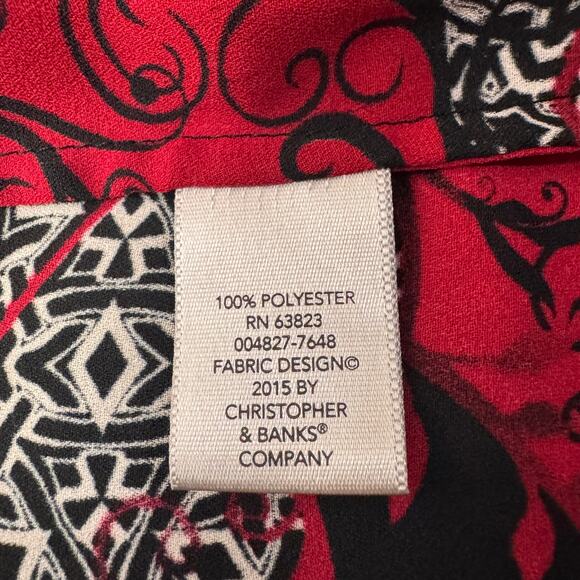 100% POLYESTER
RN 63823
004827-7648
FABRIC DESIGN©
2015 BY
CHRISTOPHER
& BANKS®
COMPANY